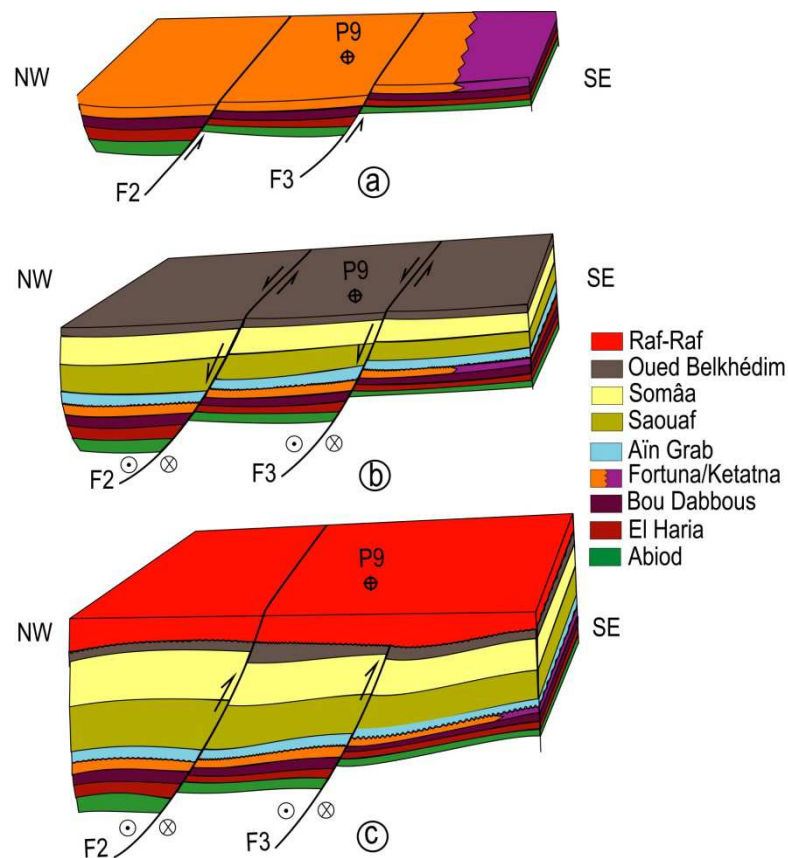 P9
NW
SE
F2
F3
a
NW
P9
SE
F2
F3
b
Raf-Raf
Oued Belkhédim
Somâa
Saouaf
Aïn Grab
Fortuna/Ketatna
Bou Dabbous
El Haria
Abiod
P9
NW
SE
F2
F3
c